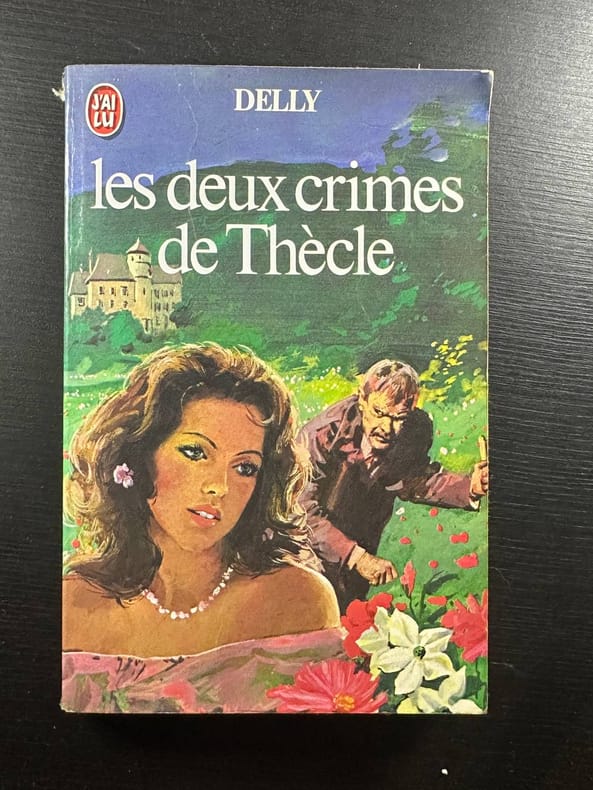 J'AI
LU
DELLY
les deux crimes
de Thècle